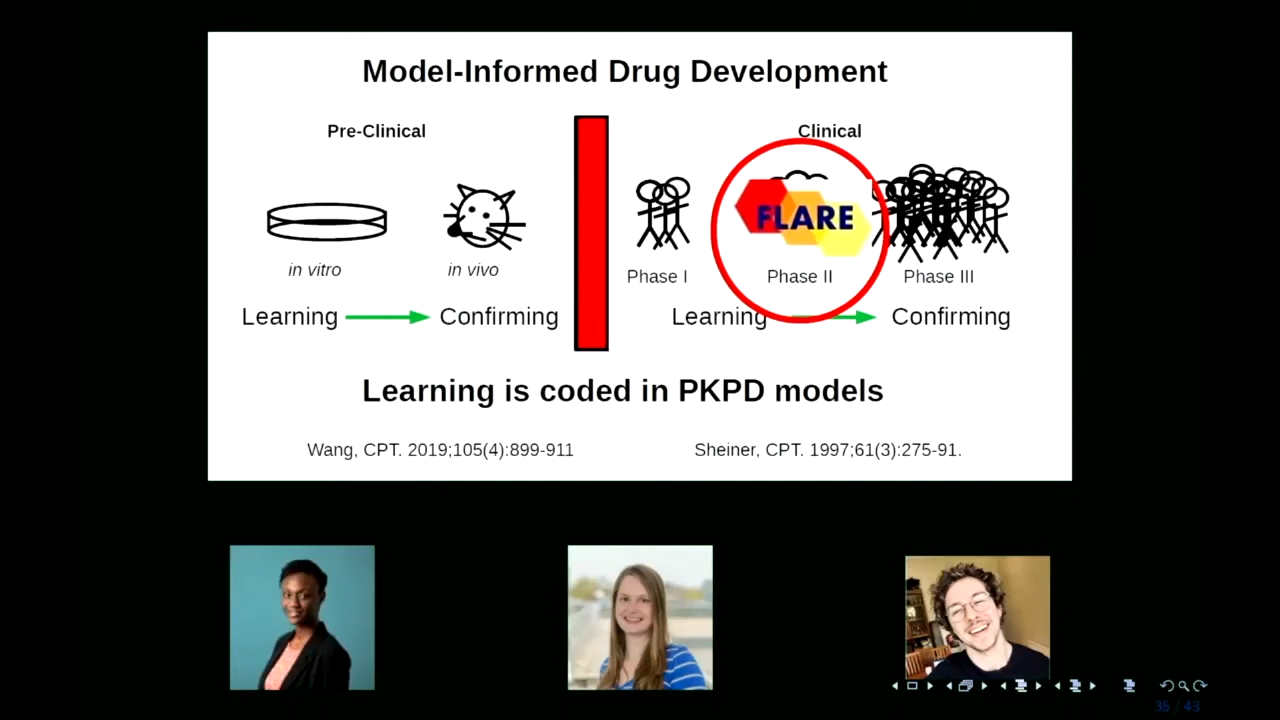 Model-Informed Drug Development
Pre-Clinical
Clinical
FLARE
in vitro
in vivo
Phase I
Phase II
Phase III
Learning
Confirming
Learning
Confirming
Learning is coded in PKPD models
Wang, CPT. 2019;105(4):899-911
Sheiner, CPT. 1997;61(3):275-91.
35 / 43